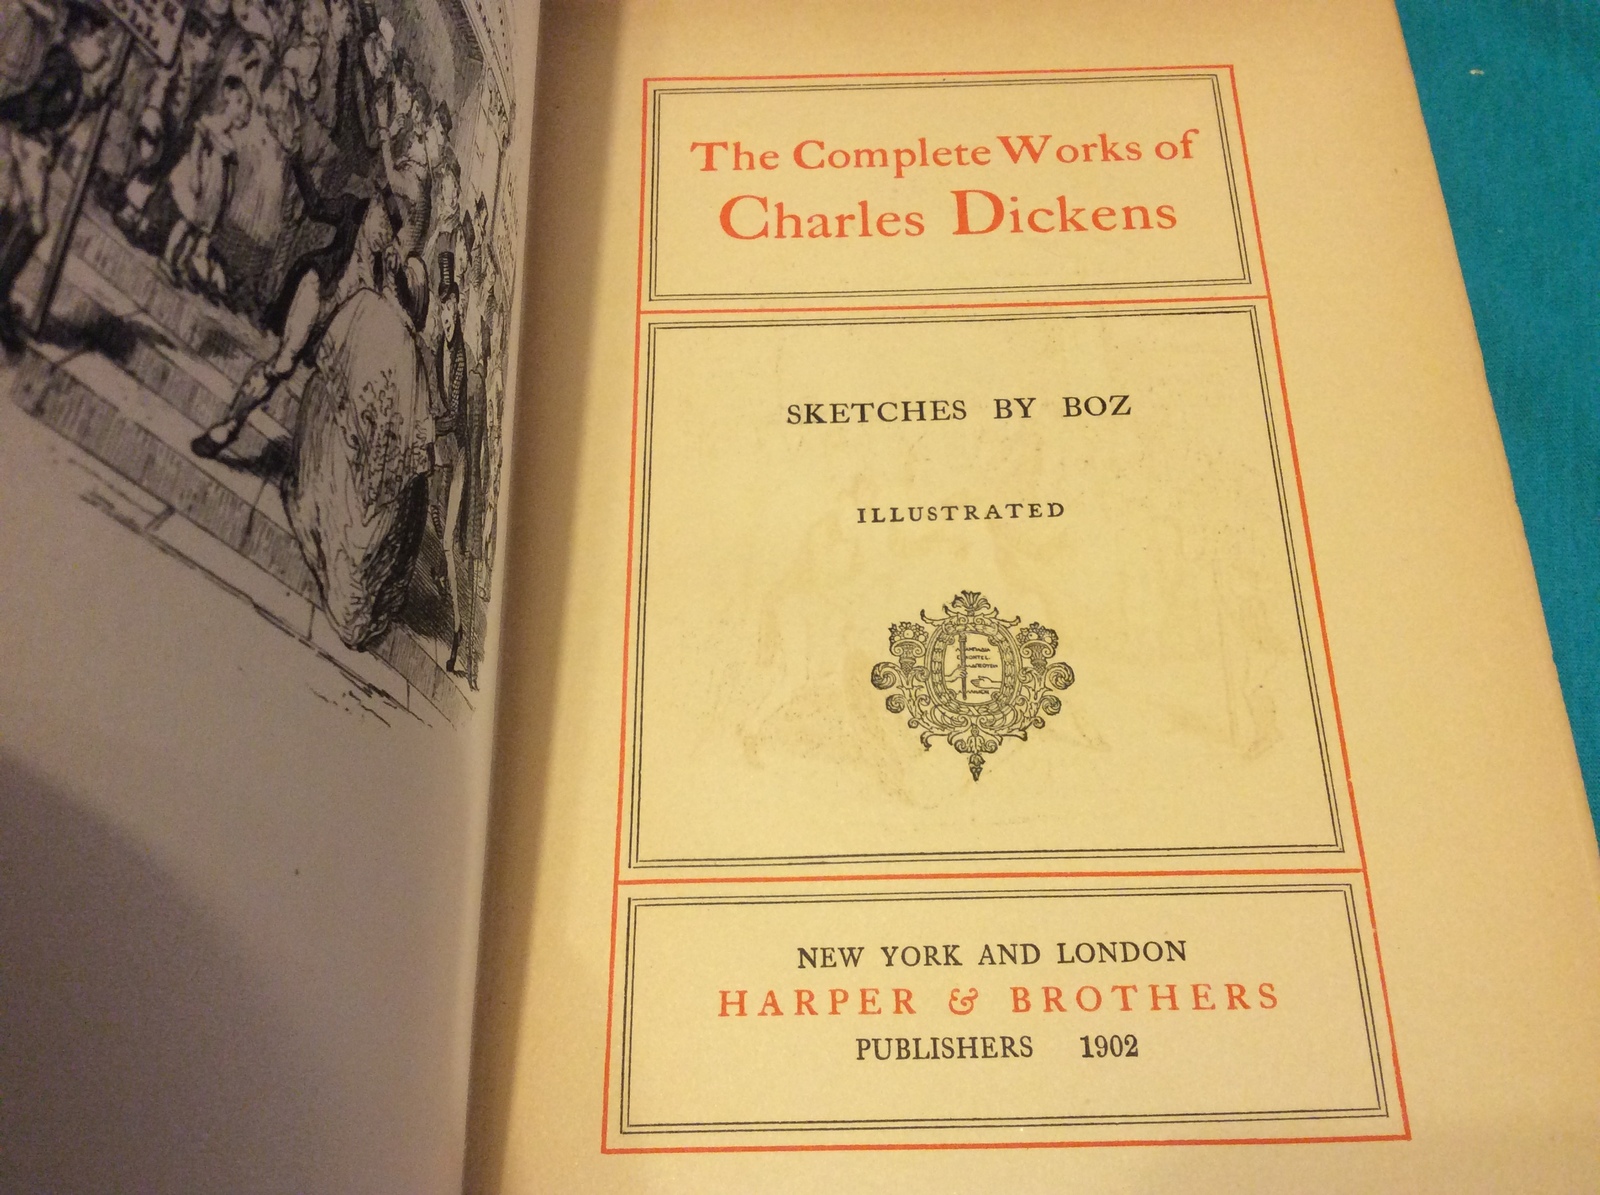 The Complete Works of
Charles Dickens
SKETCHES BY BOZ
ILLUSTRATED
NEW YORK AND LONDON
HARPER & BROTHERS
PUBLISHERS 1902